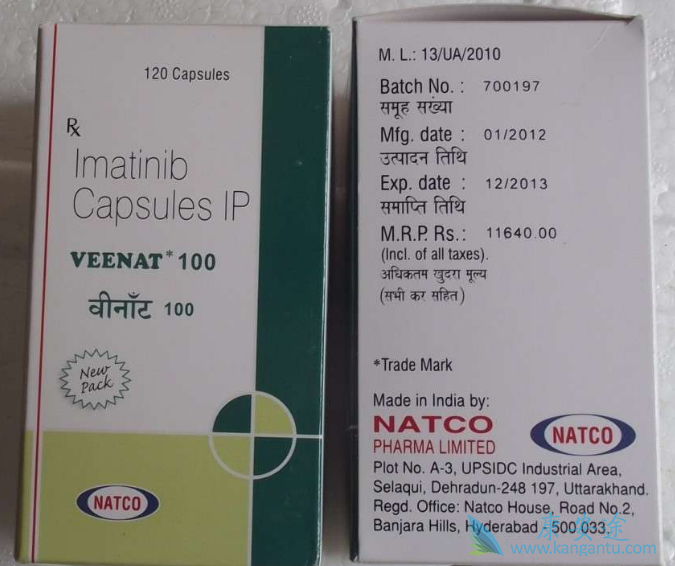 120 Capsules
Rx
Imatinib
Capsules IP
VEENAT* 100
वीनाँट 100
New
Pack
NATCO
M. L.: 13/UA/2010
Batch No. : 700197
समूह सख्या
Mfg. date : 01/2012
उत्पादन तिथि
Exp. date : 12/2013
समाप्ति तिथि
M.R.P. Rs.: 11640.00
(Incl. of all taxes).
अधिकतम खुदरा मूल्य
(सभी कर सहित)
*Trade Mark
Made in India by:
NATCO
PHARMA LIMITED
NATCO
Plot No. A-3, UPSIDC Industrial Area,
Selaqui, Dehradun-248 197, Uttarakhand.
Regd. Office: Natco House, Road No.2,
Banjara Hills, Hyderabad - 500 033.
康安途
www.kangantu.com